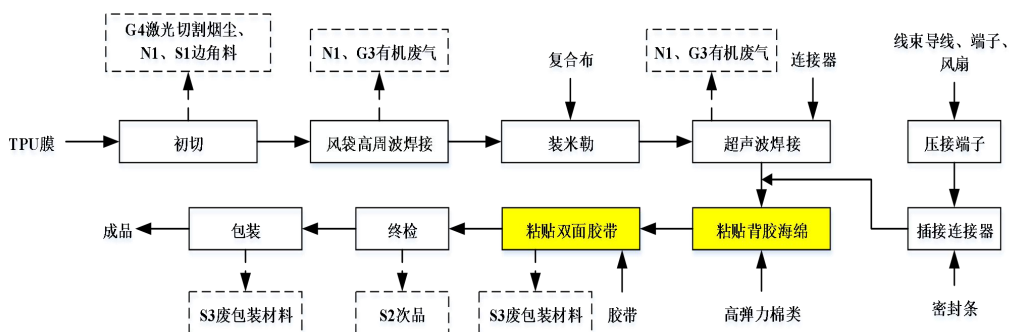 G4激光切割烟尘、
N1、S1边角料
N1、G3有机废气
复合布
N1、G3有机废气
连接器
线束导线、端子、
风扇
TPU膜
初切
风袋高周波焊接
装米勒
超声波焊接
压接端子
成品
包装
终检
粘贴双面胶带
粘贴背胶海绵
插接连接器
S3废包装材料
S2次品
S3废包装材料
胶带
高弹力棉类
密封条